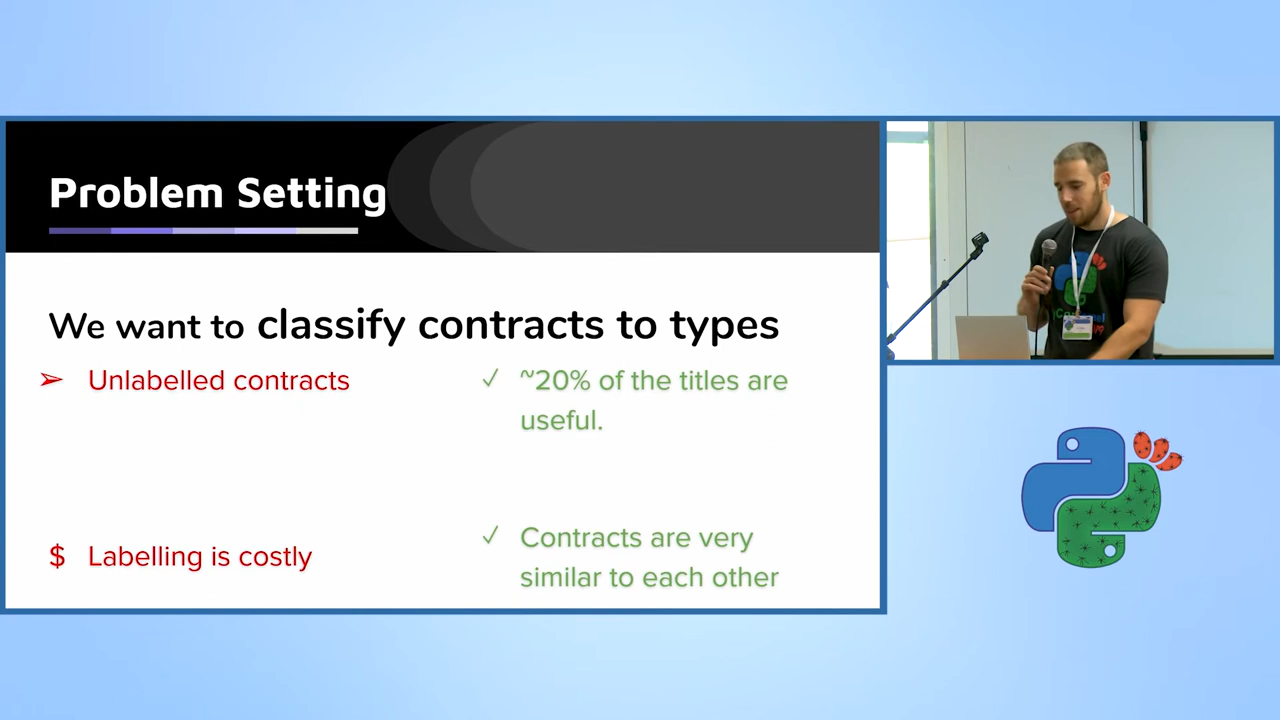 Problem Setting
We want to classify contracts to types
➢ Unlabelled contracts
✓ ~20% of the titles are
useful.
$ Labelling is costly
✓ Contracts are very
similar to each other